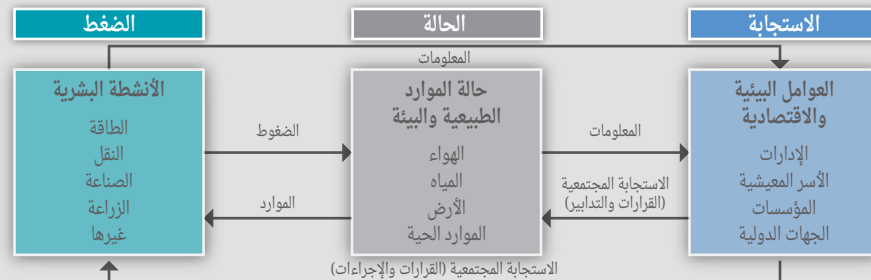 الضغط
الحالة
الاستجابة
المعلومات
الأنشطة البشرية
الطاقة
النقل
الصناعة
الزراعة
غيرها
الضغوط
الموارد
حالة الموارد
الطبيعية والبيئة
الهواء
المياه
الأرض
الموارد الحية
المعلومات
الاستجابة المجتمعية
(القرارات والتدابير)
العوامل البيئية
والاقتصادية
الإدارات
الأسر المعيشية
المؤسسات
الجهات الدولية
الاستجابة المجتمعية (القرارات والإجراءات)